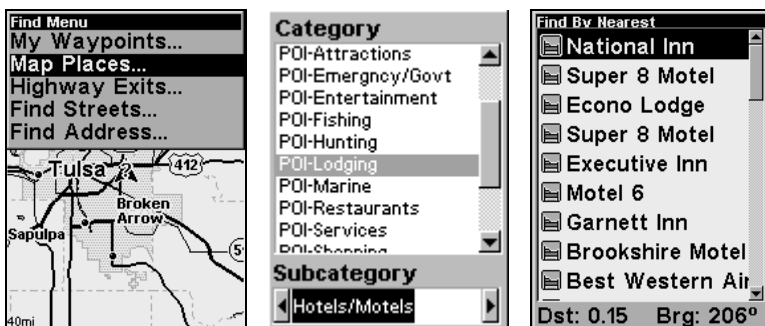 Find Menu
My Waypoints...
Map Places...
Highway Exits...
Find Streets...
Find Address...
412
Tulsa
Broken
Arrow
Sapulpa
40mi
Category
POI-Attractions
POI-Emergncy/Govt
POI-Entertainment
POI-Fishing
POI-Hunting
POI-Lodging
POI-Marine
POI-Restaurants
POI-Services
POI-Shopping
Subcategory
Hotels/Motels
Find By Nearest
National Inn
Super 8 Motel
Econo Lodge
Super 8 Motel
Executive Inn
Motel 6
Garnett Inn
Brookshire Motel
Best Western Air
Dst: 0.15 Brg: 206º